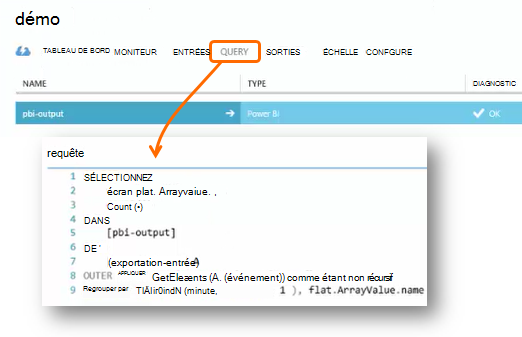 démo
TABLEAU DE BORD MONITEUR ENTRÉES QUERY SORTIES ÉCHELLE CONFGURE
NAME TYPE DIAGNOSTIC
pbi-output Power BI OK
requête
1 SÉLECTIONNEZ
2 écran plat. Arrayvaiue. ,
3 Count (•)
4 DANS
5 [pbi-output]
6 DE '
7 (exportation-entrée)
8 OUTER APPLIQUER GetEleents (A. (événement)) comme étant non récursif
9 Regrouper par (minute, 1 ), flat.ArrayValue.name